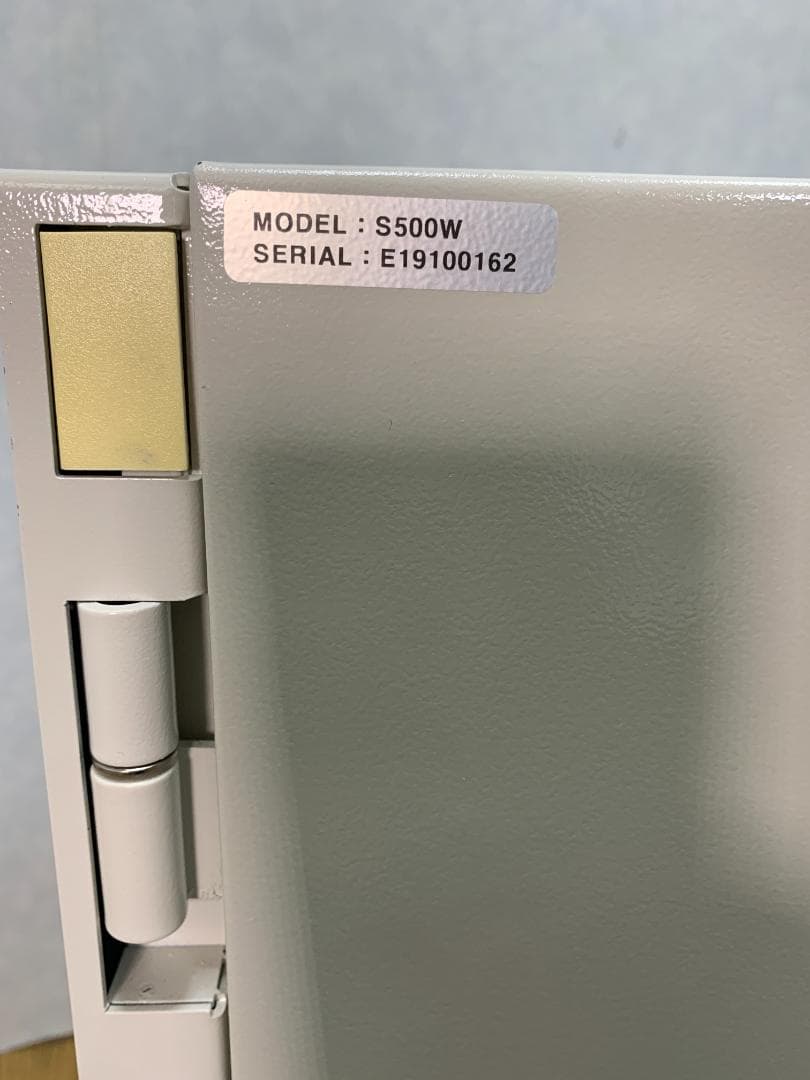 MODEL : S500W
SERIAL : E19100162